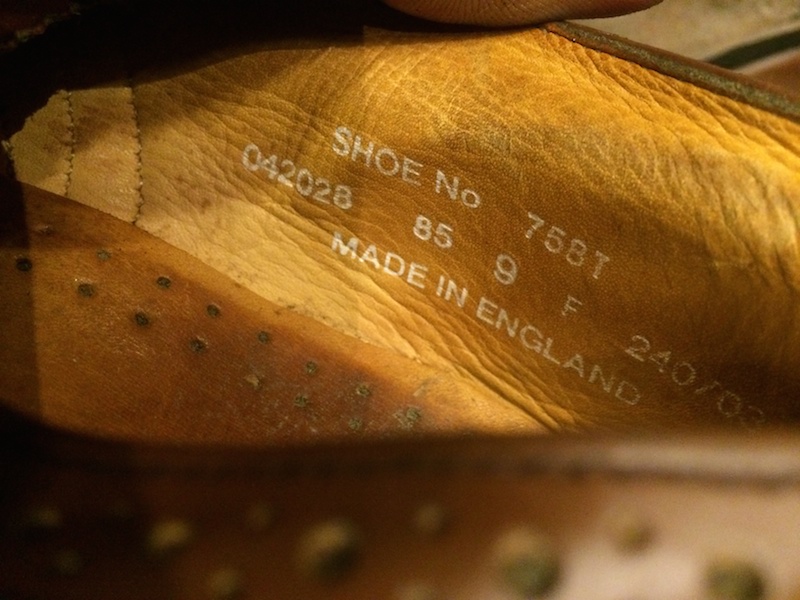 SHOE No 758T
042028 85 9 F 240/03
MADE IN ENGLAND